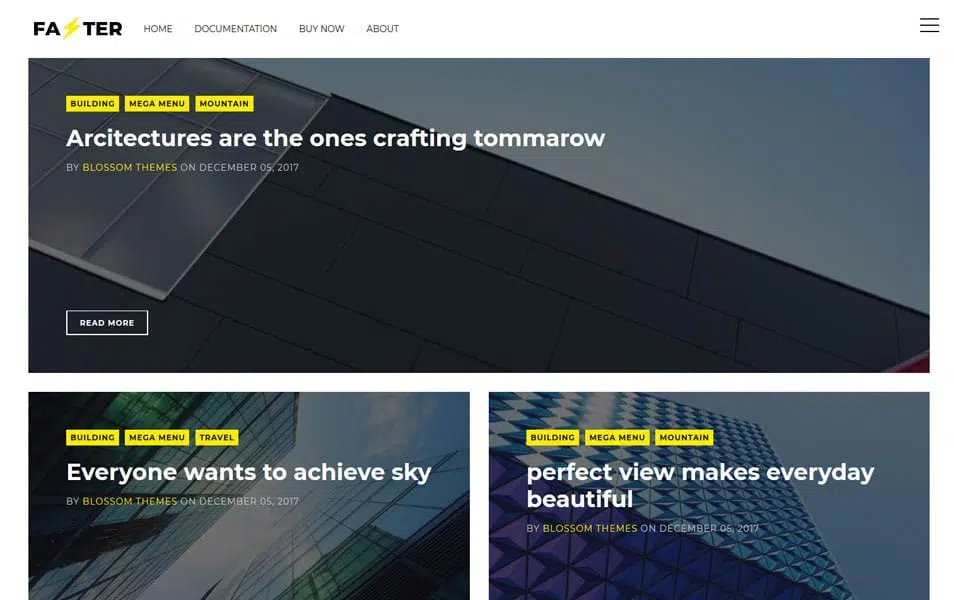 FA⚡TER HOME DOCUMENTATION BUY NOW ABOUT
BUILDING MEGA MENU MOUNTAIN
Arcitectures are the ones crafting tommarow
BY BLOSSOM THEMES ON DECEMBER 05, 2017
READ MORE
BUILDING MEGA MENU TRAVEL
Everyone wants to achieve sky
BY BLOSSOM THEMES ON DECEMBER 05, 2017
BUILDING MEGA MENU MOUNTAIN
perfect view makes everyday
beautiful
BY BLOSSOM THEMES ON DECEMBER 05, 2017